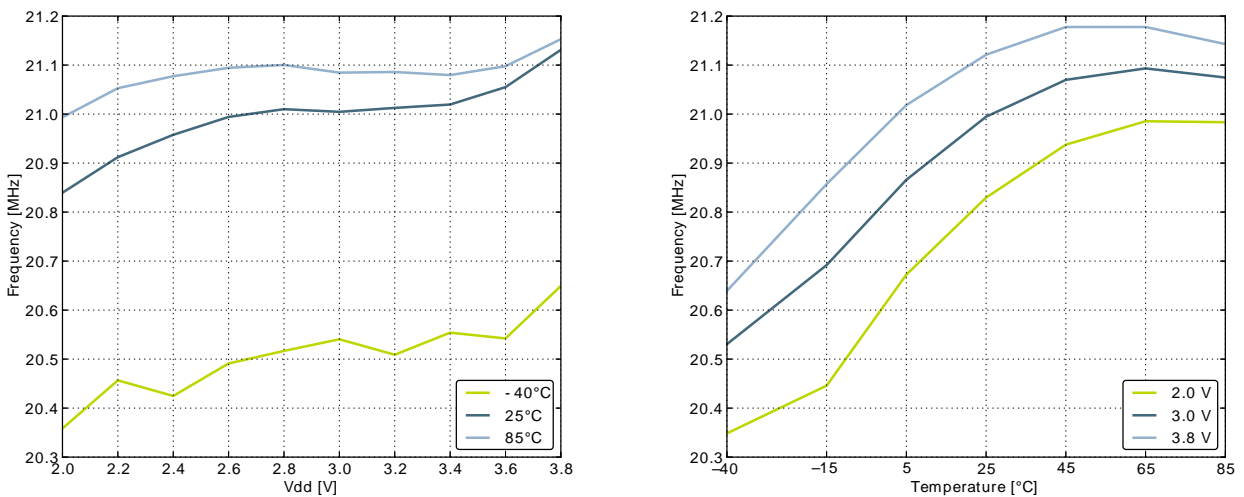 21.2
21.1
21.0
20.9
20.8
20.7
20.6
20.5
20.4
20.3
Frequency [MHz]
2.0 2.2 2.4 2.6 2.8 3.0 3.2 3.4 3.6 3.8
Vdd [V]
- 40°C
25°C
85°C
21.2
21.1
21.0
20.9
20.8
20.7
20.6
20.5
20.4
20.3
Frequency [MHz]
–40 –15 5 25 45 65 85
Temperature [°C]
2.0 V
3.0 V
3.8 V